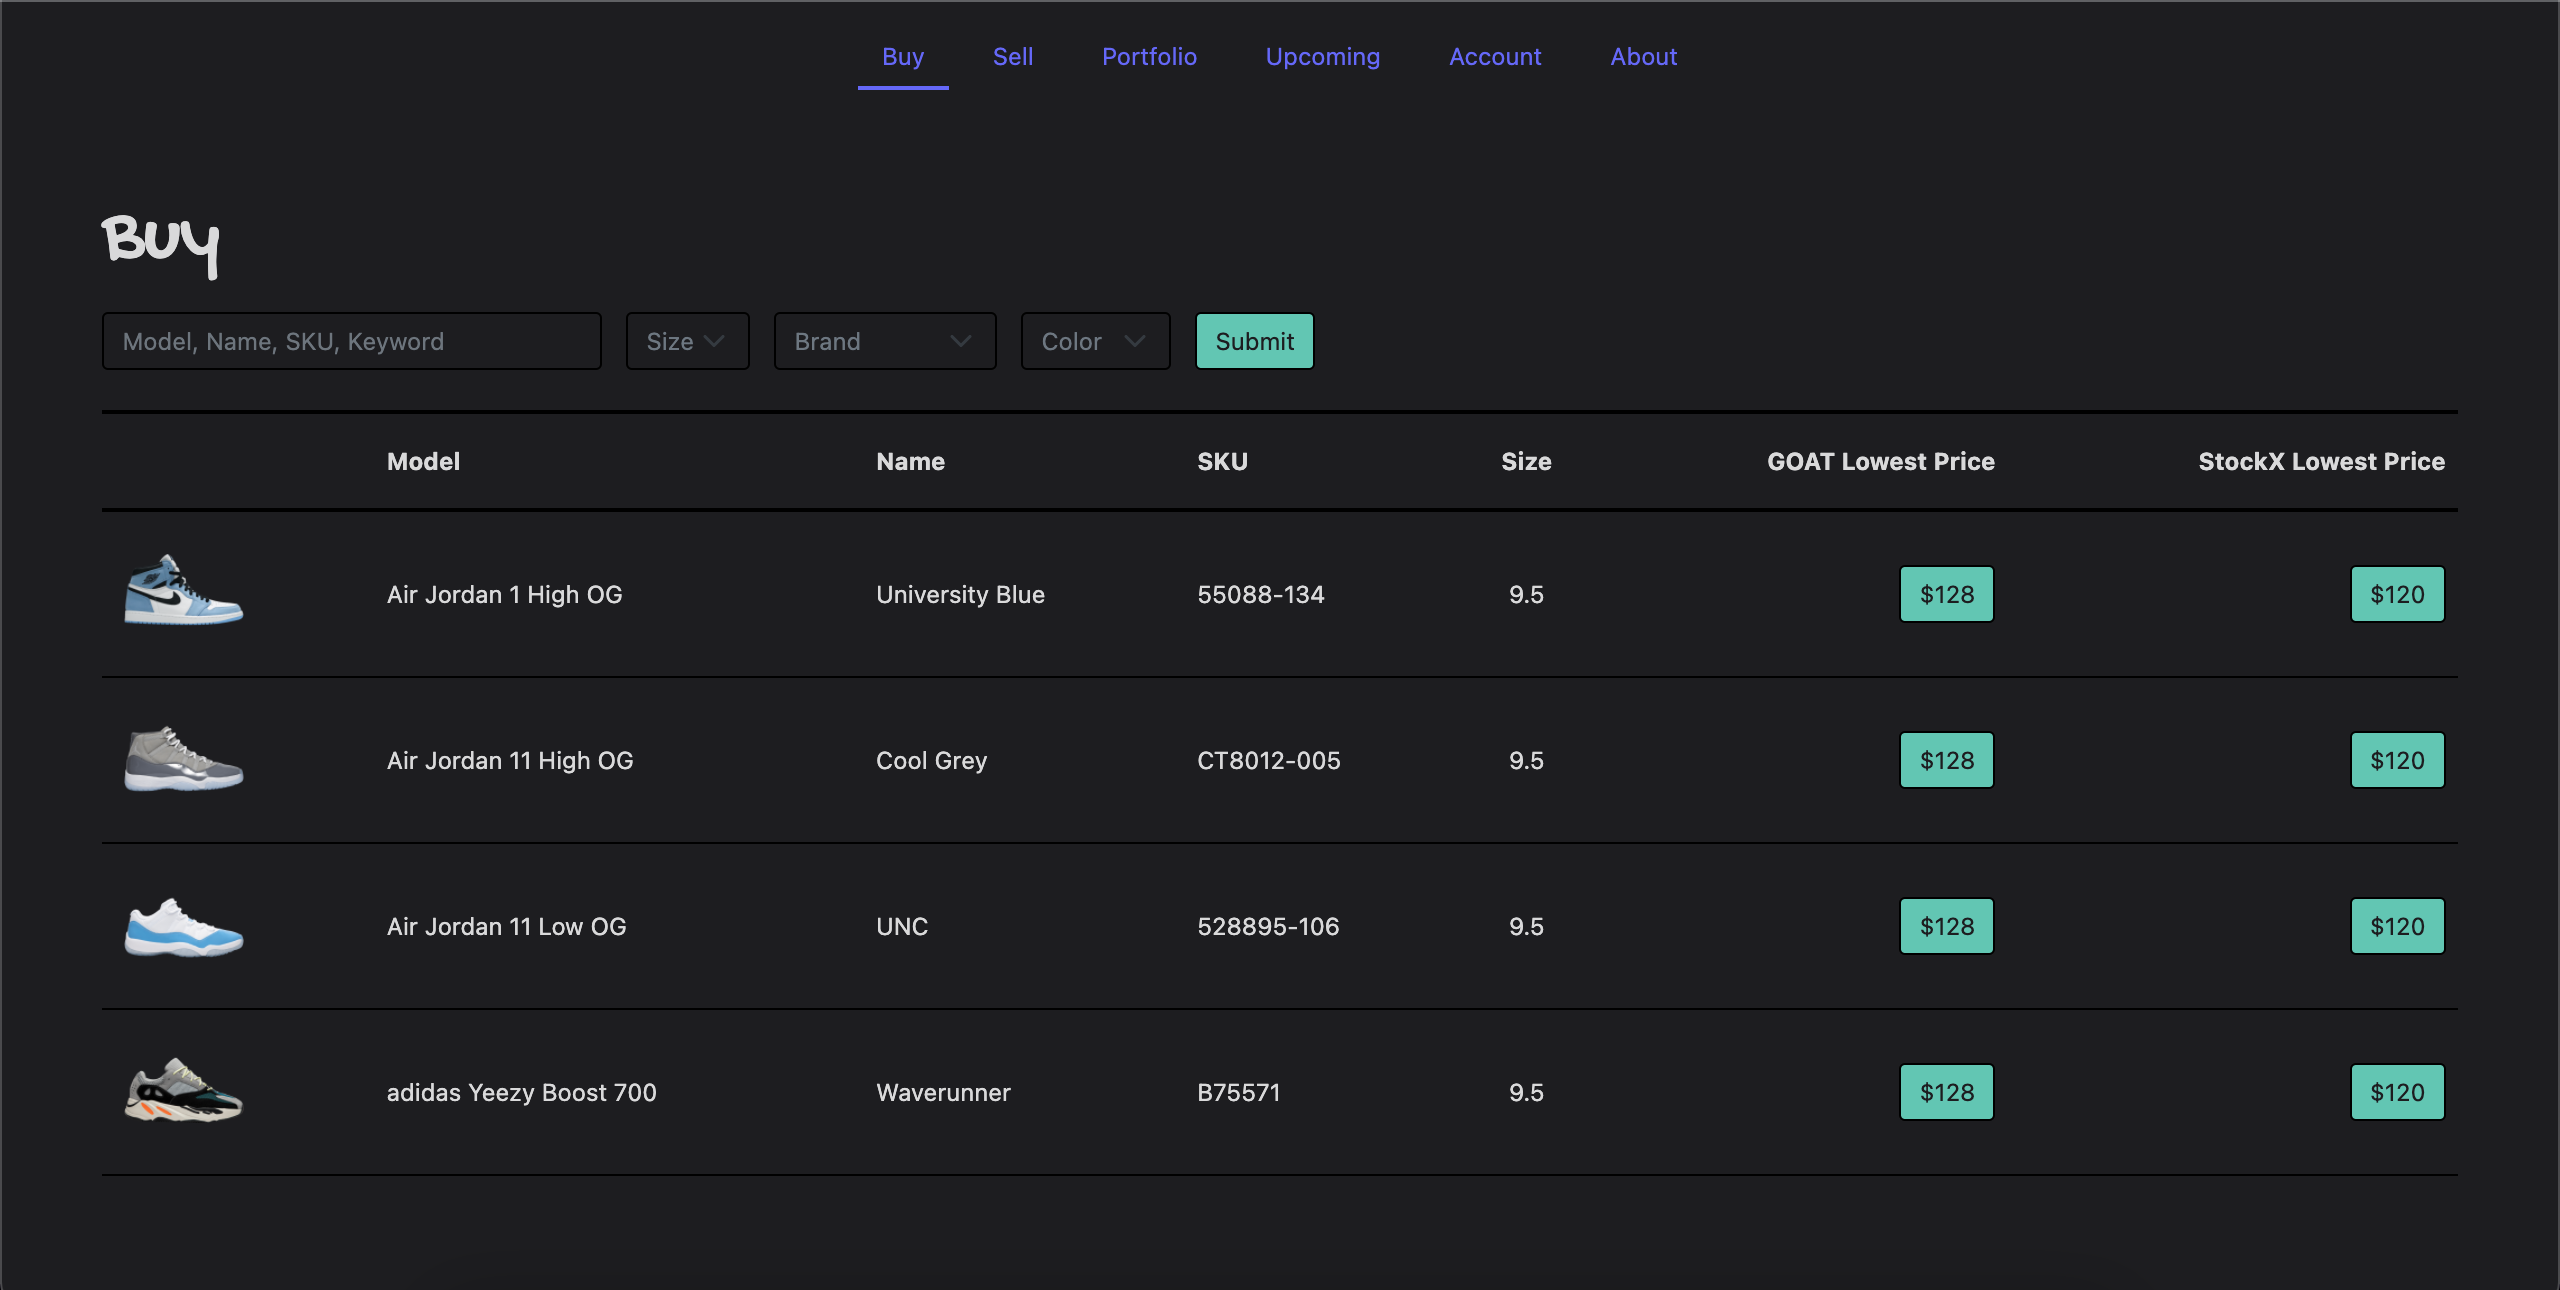 Buy Sell Portfolio Upcoming Account About
Buy
Model, Name, SKU, Keyword Size Brand Color Submit
Model Name SKU Size GOAT Lowest Price StockX Lowest Price
Air Jordan 1 High OG University Blue 55088-134 9.5 $128 $120
Air Jordan 11 High OG Cool Grey CT8012-005 9.5 $128 $120
Air Jordan 11 Low OG UNC 528895-106 9.5 $128 $120
adidas Yeezy Boost 700 Waverunner B75571 9.5 $128 $120